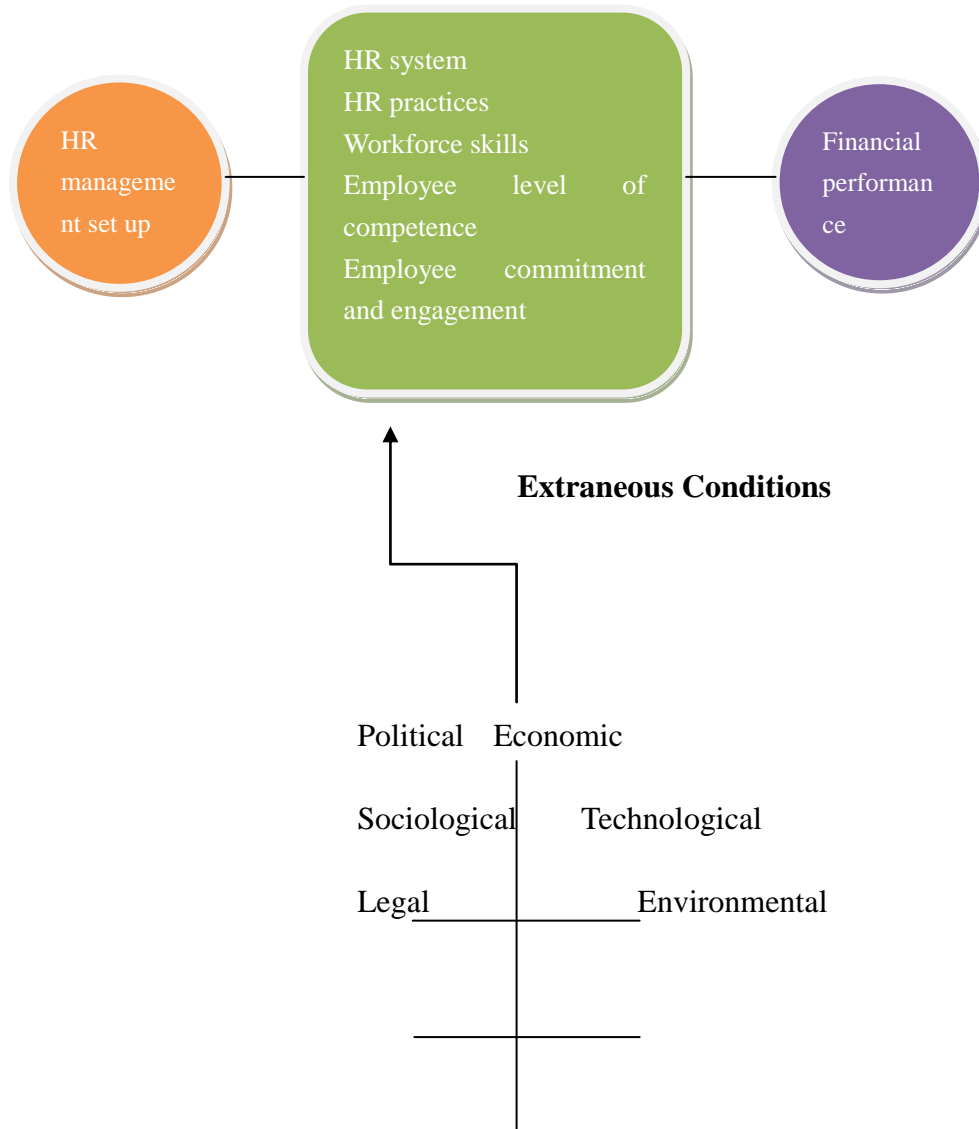 HR
manageme
nt set up
HR system
HR practices
Workforce skills
Employee level of
competence
Employee commitment
and engagement
Financial
performan
ce
Extraneous Conditions
Political Economic
Sociological Technological
Legal Environmental